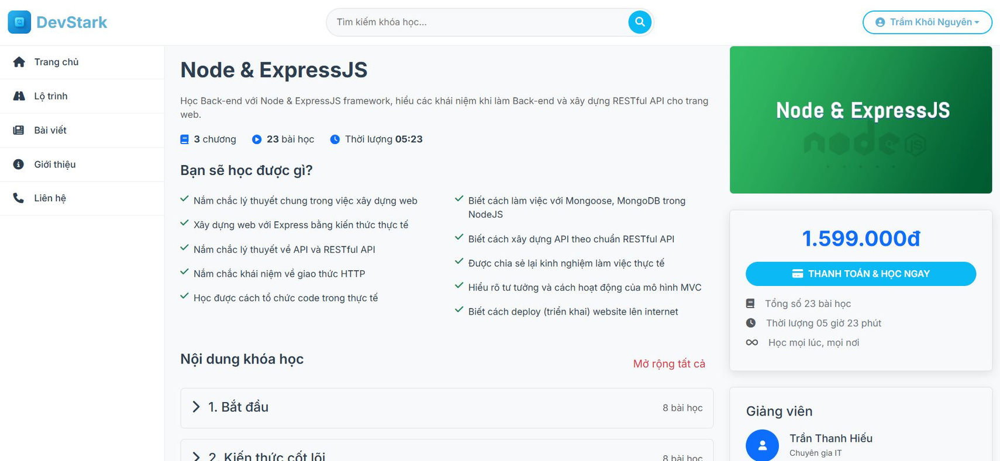 DevStark
Tìm kiếm khóa học...
Trầm Khôi Nguyên
Trang chủ
Lộ trình
Bài viết
Giới thiệu
Liên hệ
Node & ExpressJS
Học Back-end với Node & ExpressJS framework, hiểu các khái niệm khi làm Back-end và xây dựng RESTful API cho trang
web.
3 chương 23 bài học Thời lượng 05:23
Bạn sẽ học được gì?
Nắm chắc lý thuyết chung trong việc xây dựng web
Xây dựng web với Express bằng kiến thức thực tế
Nắm chắc lý thuyết về API và RESTful API
Nắm chắc khái niệm về giao thức HTTP
Học được cách tổ chức code trong thực tế
Biết cách làm việc với Mongoose, MongoDB trong
NodeJS
Biết cách xây dựng API theo chuẩn RESTful API
Được chia sẻ lại kinh nghiệm làm việc thực tế
Hiểu rõ tư tưởng và cách hoạt động của mô hình MVC
Biết cách deploy (triển khai) website lên internet
Nội dung khóa học
Mở rộng tất cả
1. Bắt đầu
8 bài học
2. Kiến thức cốt lõi
8 bài học
Node & ExpressJS
node JS
1.599.000đ
THANH TOÁN & HỌC NGAY
Tổng số 23 bài học
Thời lượng 05 giờ 23 phút
Học mọi lúc, mọi nơi
Giảng viên
Trần Thanh Hiếu
Chuyên gia IT